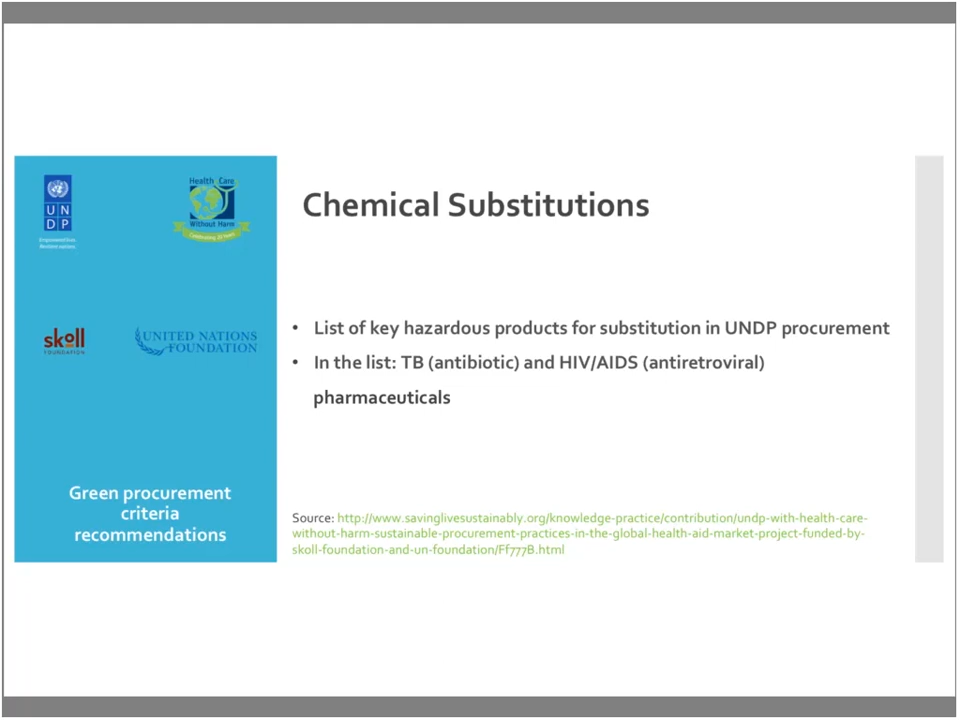 U N
D P
Empowered lives.
Resilient nations.
Health Care
Without Harm
Celebrating 20 Years
skoll
FOUNDATION
UNITED NATIONS
FOUNDATION
Green procurement
criteria
recommendations
Chemical Substitutions
• List of key hazardous products for substitution in UNDP procurement
• In the list: TB (antibiotic) and HIV/AIDS (antiretroviral)
pharmaceuticals
Source: http://www.savinglivesustainably.org/knowledge-practice/contribution/undp-with-health-care-
without-harm-sustainable-procurement-practices-in-the-global-health-aid-market-project-funded-by-
skoll-foundation-and-un-foundation/Ff777B.html